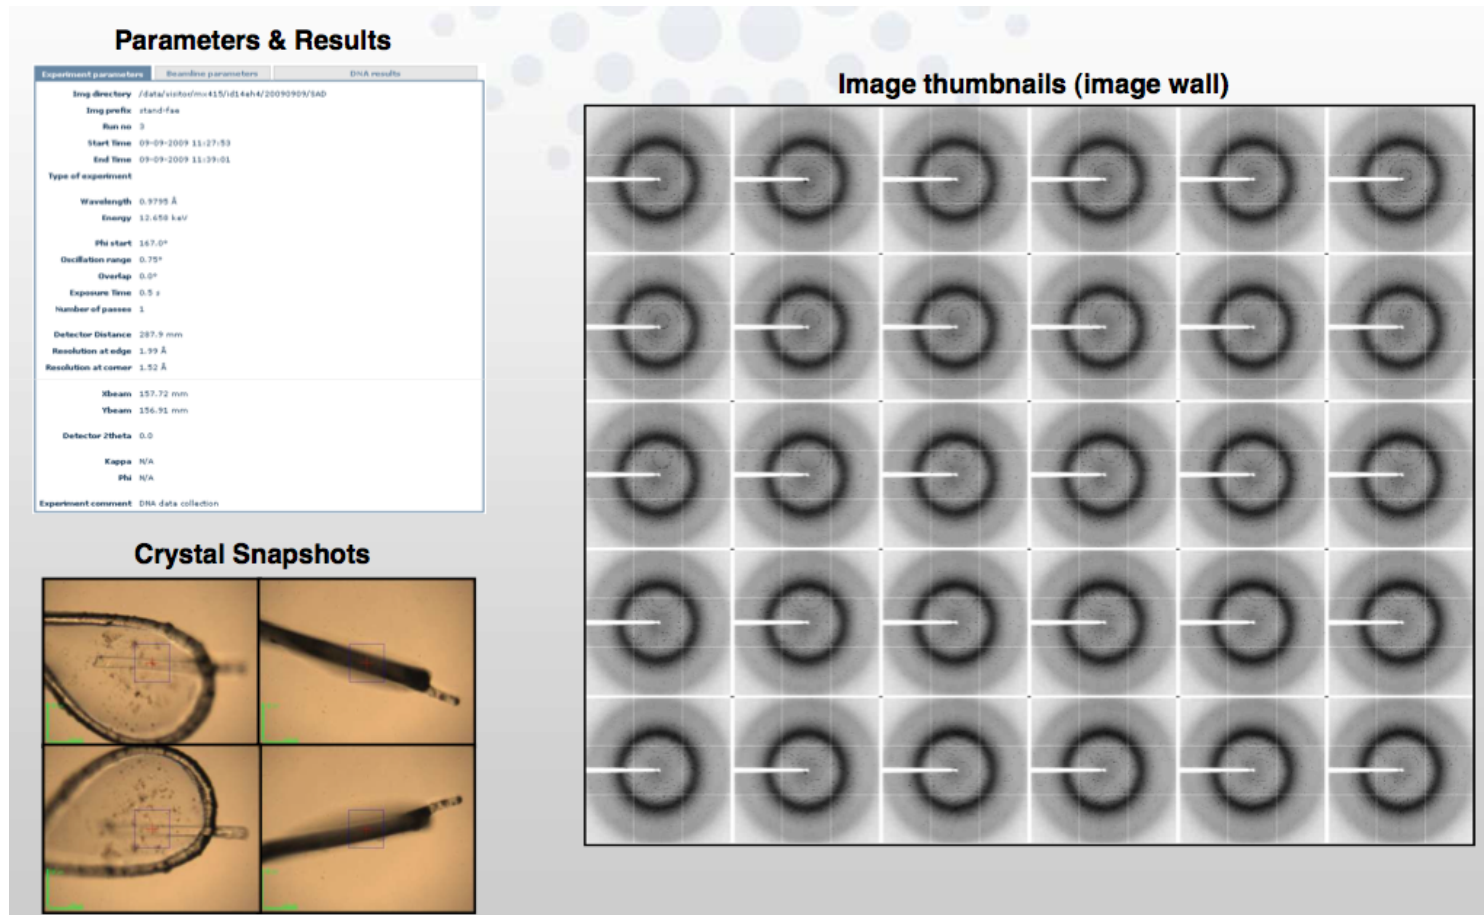 Parameters & Results
Experiment parameters Beamline parameters DNA results
Img directory /data/visitor/mx415/id14eh4/20090909/SAD
Img prefix stand-fae
Run no 3
Start Time 09-09-2009 11:27:53
End Time 09-09-2009 11:39:01
Type of experiment
Wavelength 0.9795 Å
Energy 12.658 keV
Phi start 167.0°
Oscillation range 0.75°
Overlap 0.0°
Exposure Time 0.5 s
Number of passes 1
Detector Distance 287.9 mm
Resolution at edge 1.99 Å
Resolution at corner 1.52 Å
Xbeam 157.72 mm
Ybeam 156.91 mm
Detector 2theta 0.0
Kappa N/A
Phi N/A
Experiment comment DNA data collection
Crystal Snapshots
Image thumbnails (image wall)